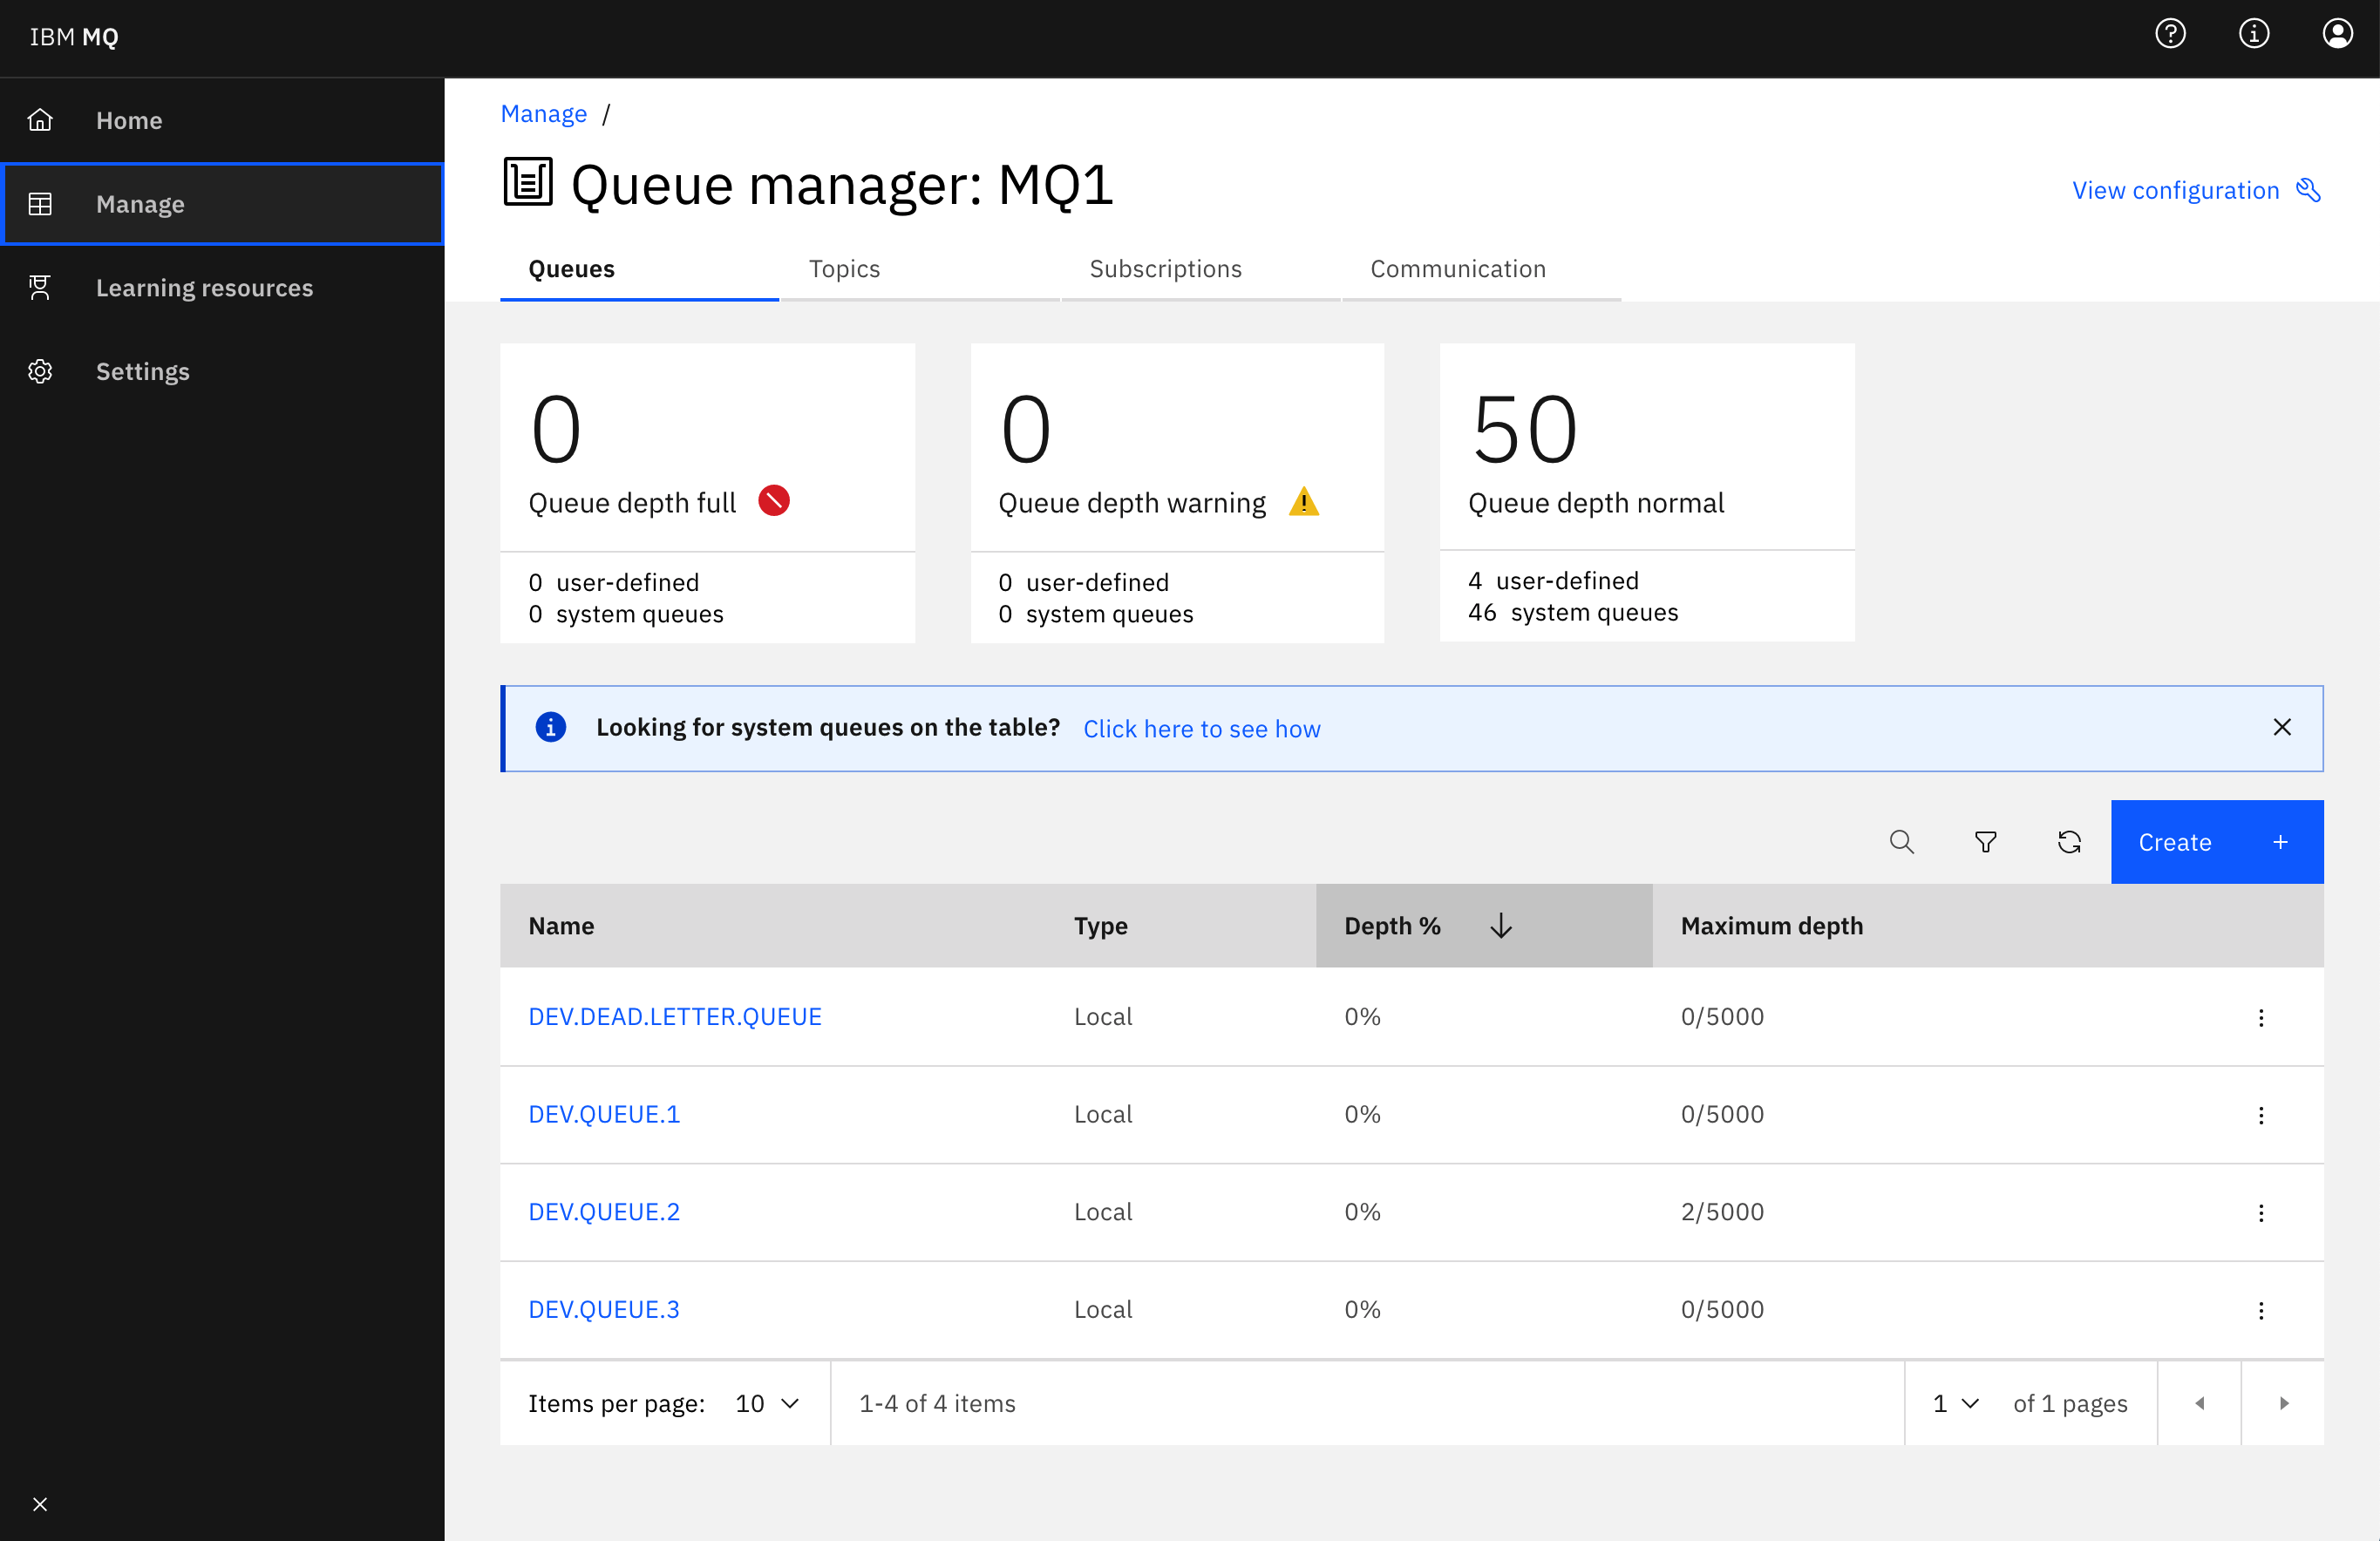 IBM MQ
Home
Manage
Learning resources
Settings
Manage /
Queue manager: MQ1
View configuration
Queues Topics Subscriptions Communication
0
Queue depth full
0 user-defined
0 system queues
0
Queue depth warning
0 user-defined
0 system queues
50
Queue depth normal
4 user-defined
46 system queues
Looking for system queues on the table? Click here to see how
Create +
Name Type Depth % Maximum depth
DEV.DEAD.LETTER.QUEUE Local 0% 0/5000
DEV.QUEUE.1 Local 0% 0/5000
DEV.QUEUE.2 Local 0% 2/5000
DEV.QUEUE.3 Local 0% 0/5000
Items per page: 10 1-4 of 4 items 1 of 1 pages